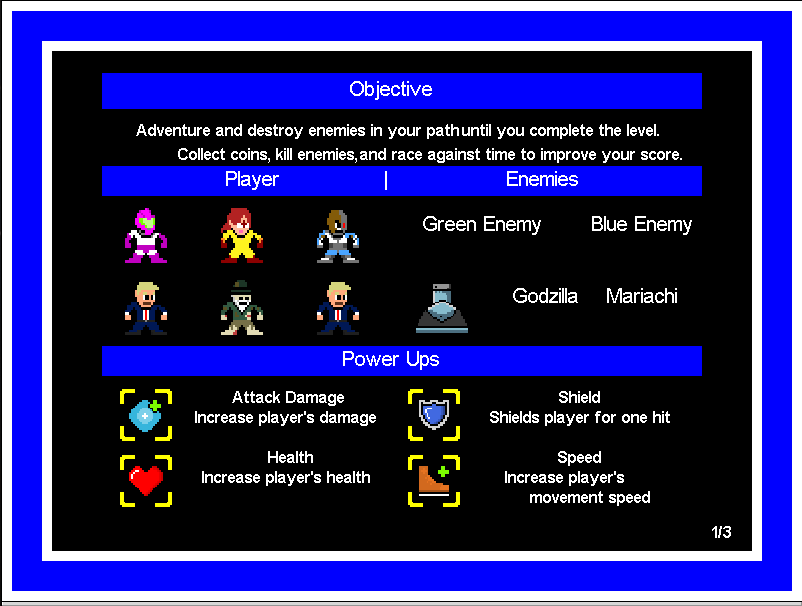 Objective
Adventure and destroy enemies in your pathuntil you complete the level.
Collect coins, kill enemies,and race against time to improve your score.
Player | Enemies
Green Enemy Blue Enemy
Godzilla Mariachi
Power Ups
Attack Damage
Increase player's damage
Shield
Shields player for one hit
Health
Increase player's health
Speed
Increase player's
movement speed
1/3